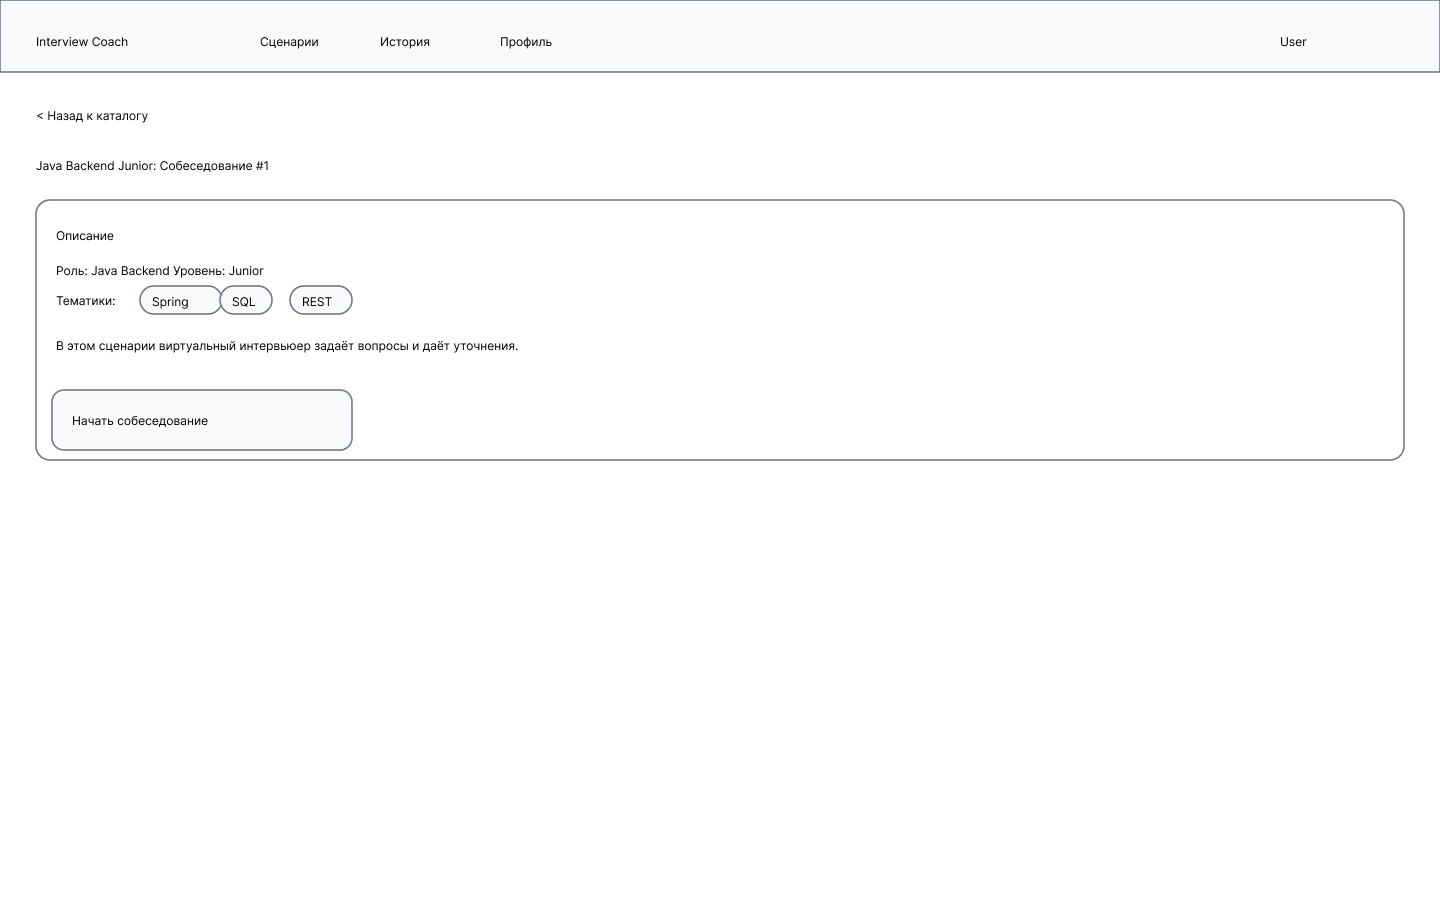 Interview Coach Сценарии История Профиль User
< Назад к каталогу
Java Backend Junior: Собеседование #1
Описание
Роль: Java Backend Уровень: Junior
Тематики: Spring SQL REST
В этом сценарии виртуальный интервьюер задаёт вопросы и даёт уточнения.
Начать собеседование